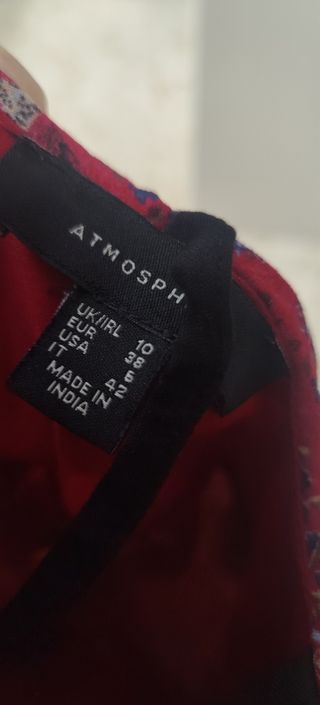 ATMOSPH
UK/IRL 10
EUR 38
USA 6
IT 42
MADE IN
INDIA